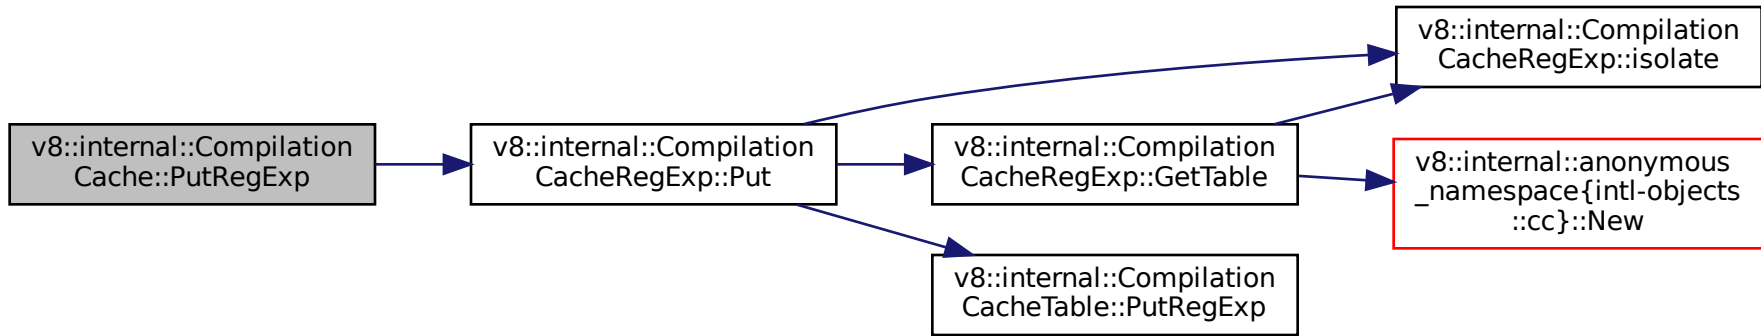 v8::internal::Compilation
Cache::PutRegExp
v8::internal::Compilation
CacheRegExp::Put
v8::internal::Compilation
CacheRegExp::isolate
v8::internal::Compilation
CacheRegExp::GetTable
v8::internal::anonymous
_namespace{intl-objects
::cc}::New
v8::internal::Compilation
CacheTable::PutRegExp